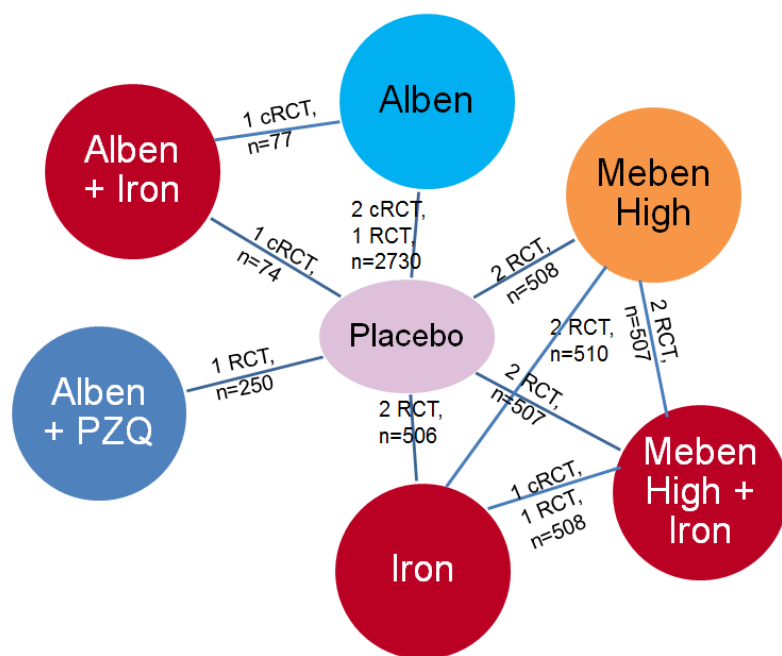 Alben
1 cRCT,
n=77
Alben
+ Iron
Meben
High
2 cRCT,
1 RCT,
n=2730
1 cRCT,
n=74
2 RCT,
n=508
2 RCT,
n=507
Placebo
2 RCT,
n=510
1 RCT,
n=250
Alben
+ PZQ
2 RCT,
n=507
2 RCT,
n=506
Meben
High +
Iron
1 cRCT,
1 RCT,
n=508
Iron